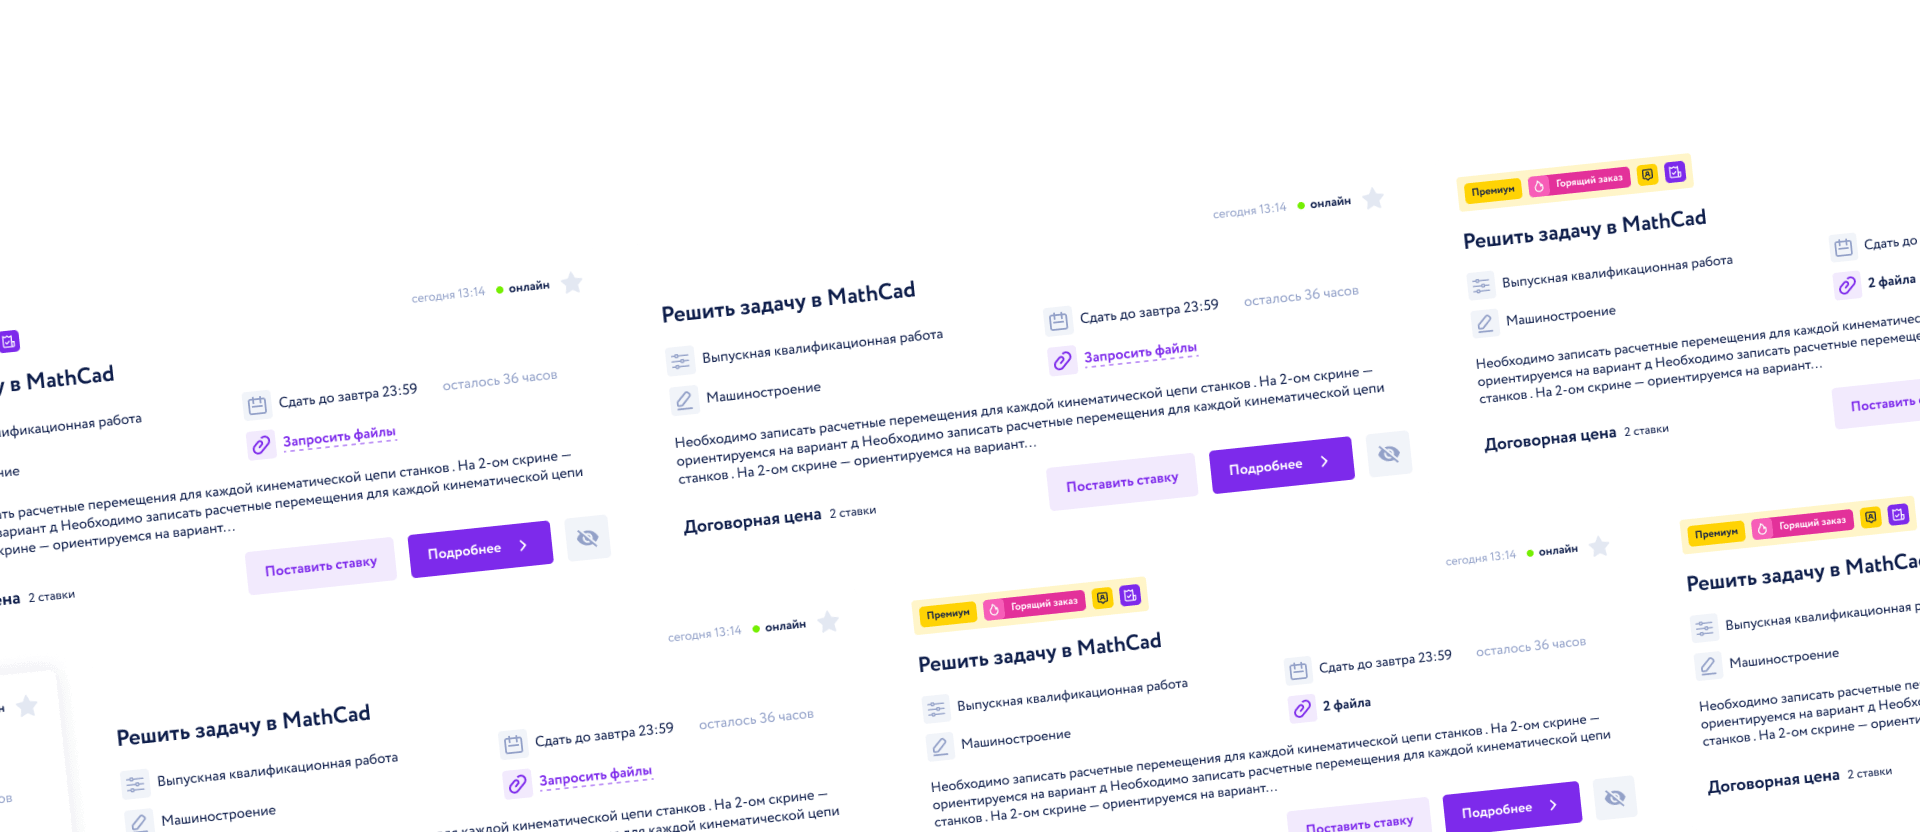 сегодня 13:14 онлайн
у в MathCad
Сдать до завтра 23:59 осталось 36 часов
Запросить файлы
перемещения для каждой кинематической цепи станков . На 2-ом скрине —
вариант д Необходимо записать расчетные перемещения для каждой кинематической цепи
— ориентируемся на вариант...
2 ставки
Поставить ставку
Подробнее
сегодня 13:14 онлайн
Решить задачу в MathCad
Выпускная квалификационная работа
Машиностроение
Сдать до завтра 23:59 осталось 36 часов
Запросить файлы
Необходимо записать расчетные перемещения для каждой кинематической цепи станков . На 2-ом скрине —
ориентируемся на вариант д Необходимо записать расчетные перемещения для каждой кинематической цепи
станков . На 2-ом скрине — ориентируемся на вариант...
Договорная цена 2 ставки
Поставить ставку
Подробнее
Премиум Горящий заказ
Решить задачу в MathCad
Выпускная квалификационная работа
Машиностроение
Сдать до
2 файла
Необходимо записать расчетные перемещения для каждой
ориентируемся на вариант д Необходимо записать расчетные
станков . На 2-ом скрине — ориентируемся на вариант...
Договорная цена 2 ставки
Поставить
сегодня 13:14 онлайн
Решить задачу в MathCad
Выпускная квалификационная работа
Машиностроение
Сдать до завтра 23:59 осталось 36 часов
Запросить файлы
каждой кинематической цепи станков . На 2-ом скрине —
для каждой кинематической цепи
Премиум Горящий заказ
сегодня 13:14 онлайн
Решить задачу в MathCad
Выпускная квалификационная работа
Машиностроение
Сдать до завтра 23:59 осталось 36 часов
2 файла
Необходимо записать расчетные перемещения для каждой кинематической цепи станков . На 2-ом скрине —
ориентируемся на вариант д Необходимо записать расчетные перемещения для каждой кинематической цепи
станков . На 2-ом скрине — ориентируемся на вариант...
Поставить ставку
Подробнее
Премиум Горящий заказ
Решить задачу в MathCad
Выпускная квалификационная
Машиностроение
Необходимо записать расчетные
ориентируемся на вариант д
станков . На 2-ом скрине —
Договорная цена 2 ставки